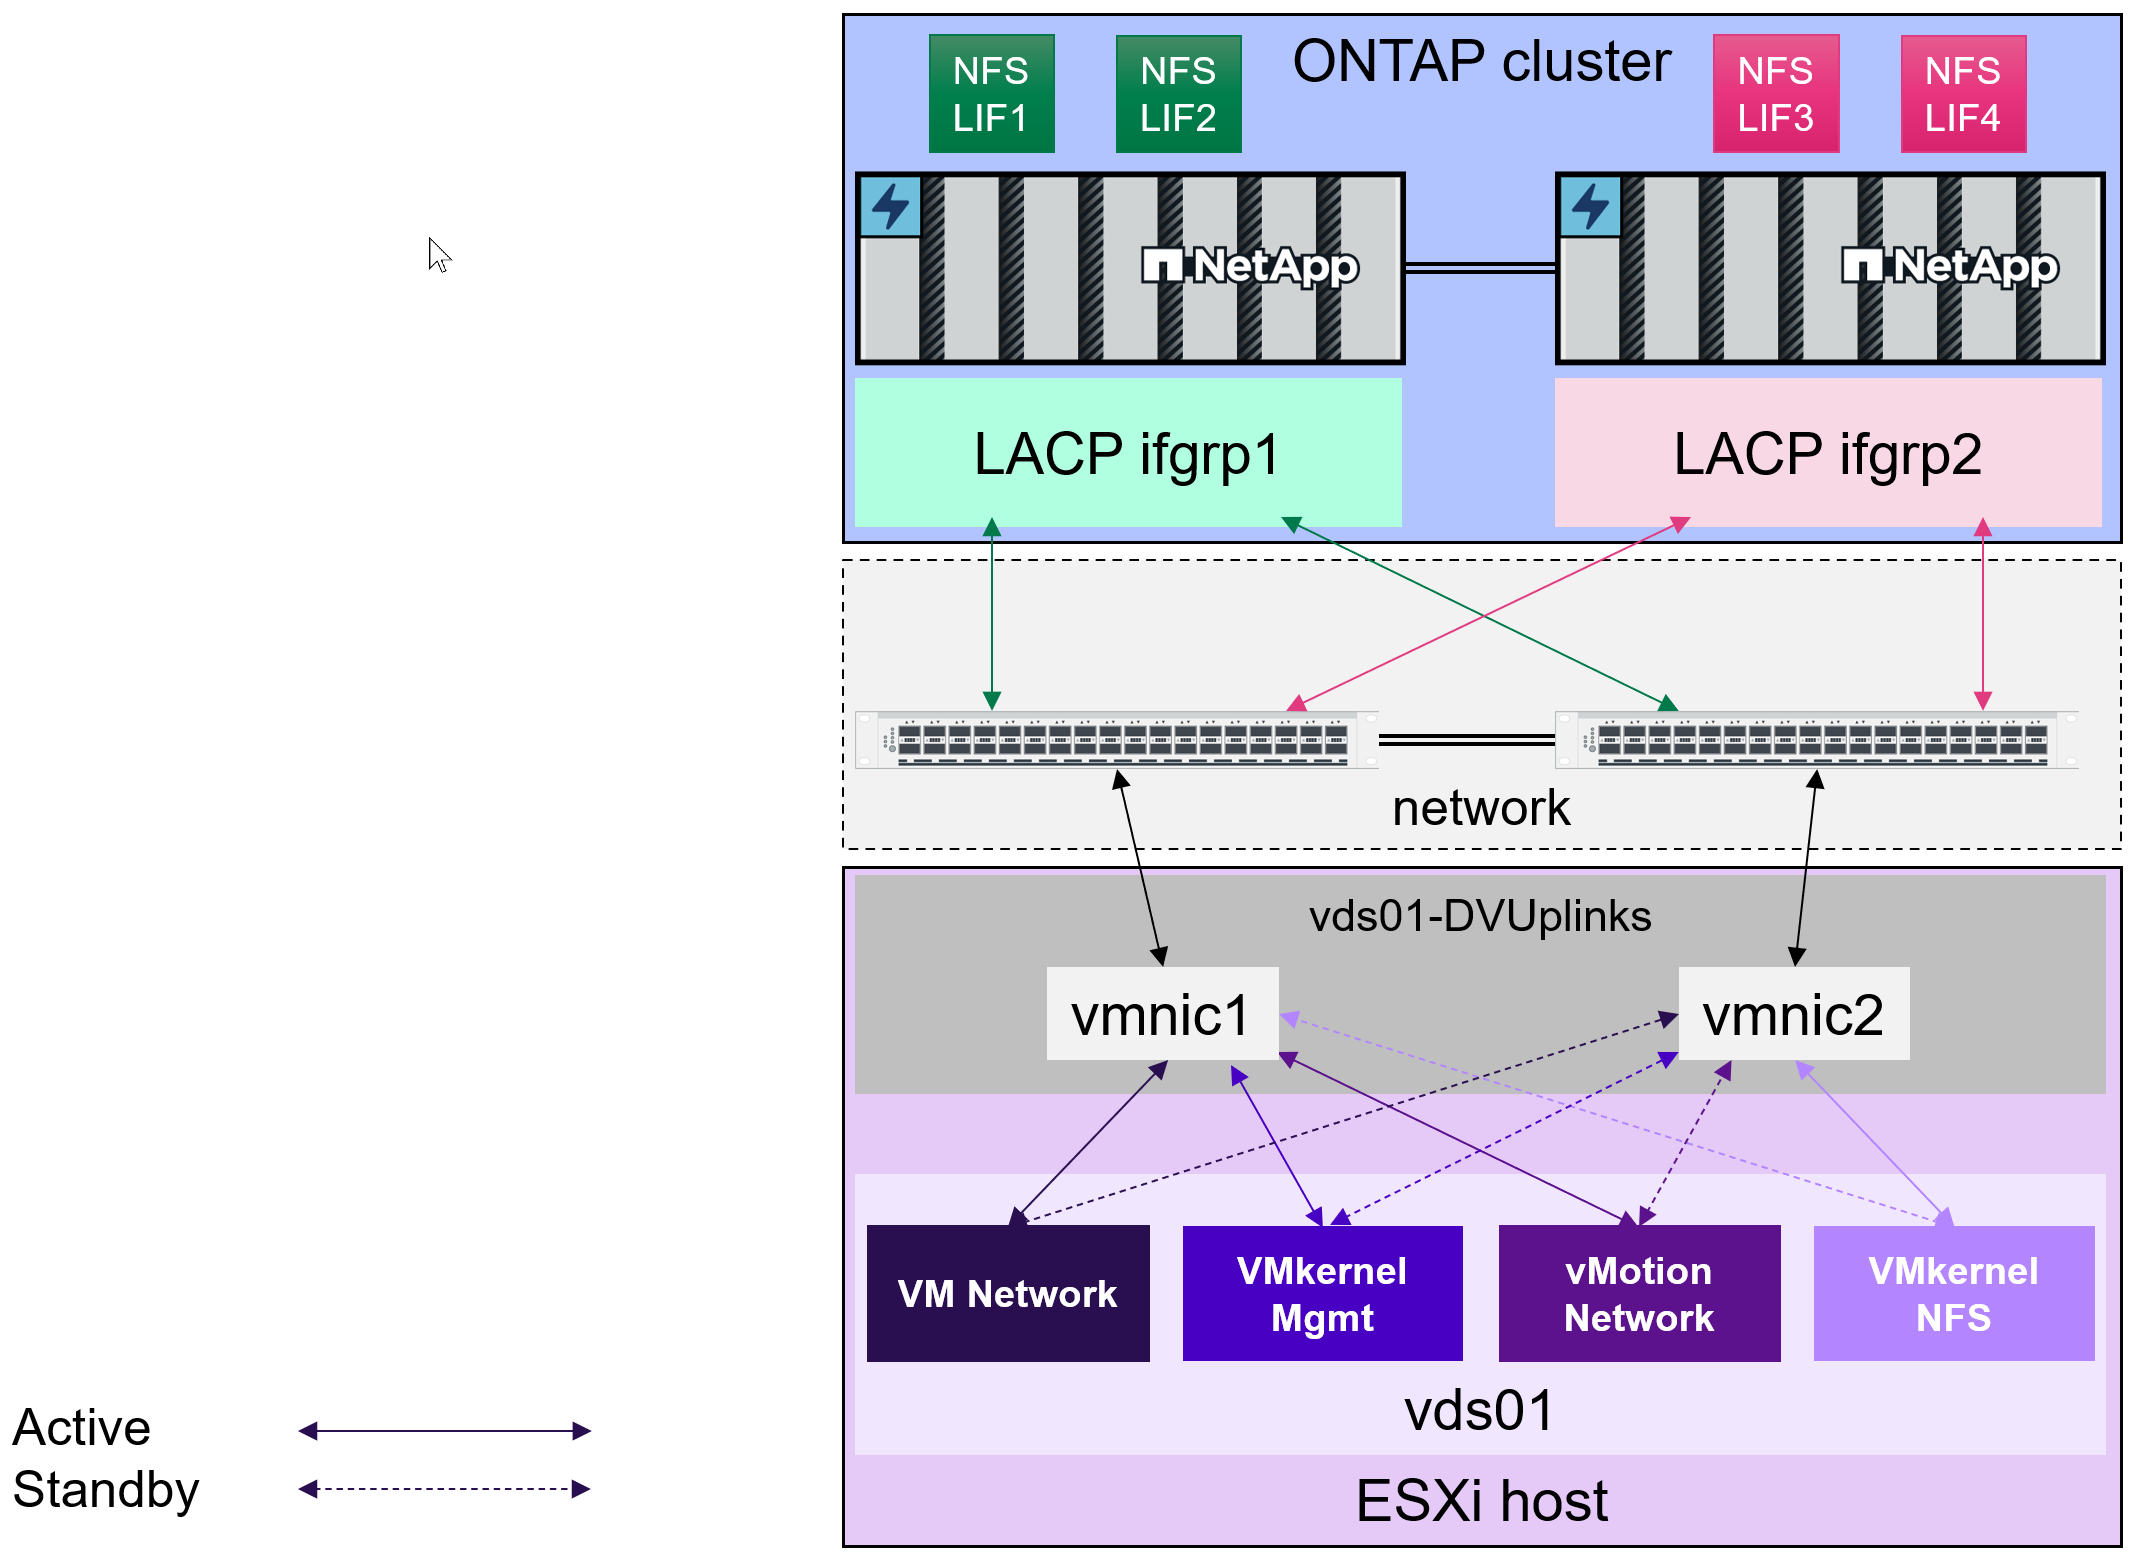 ONTAP cluster
NFS
LIF1
NFS
LIF2
NFS
LIF3
NFS
LIF4
NetApp
NetApp
LACP ifgrp1
LACP ifgrp2
network
vds01-DVUplinks
vmnic1
vmnic2
VM Network
VMkernel
Mgmt
vMotion
Network
VMkernel
NFS
vds01
ESXi host
Active
Standby